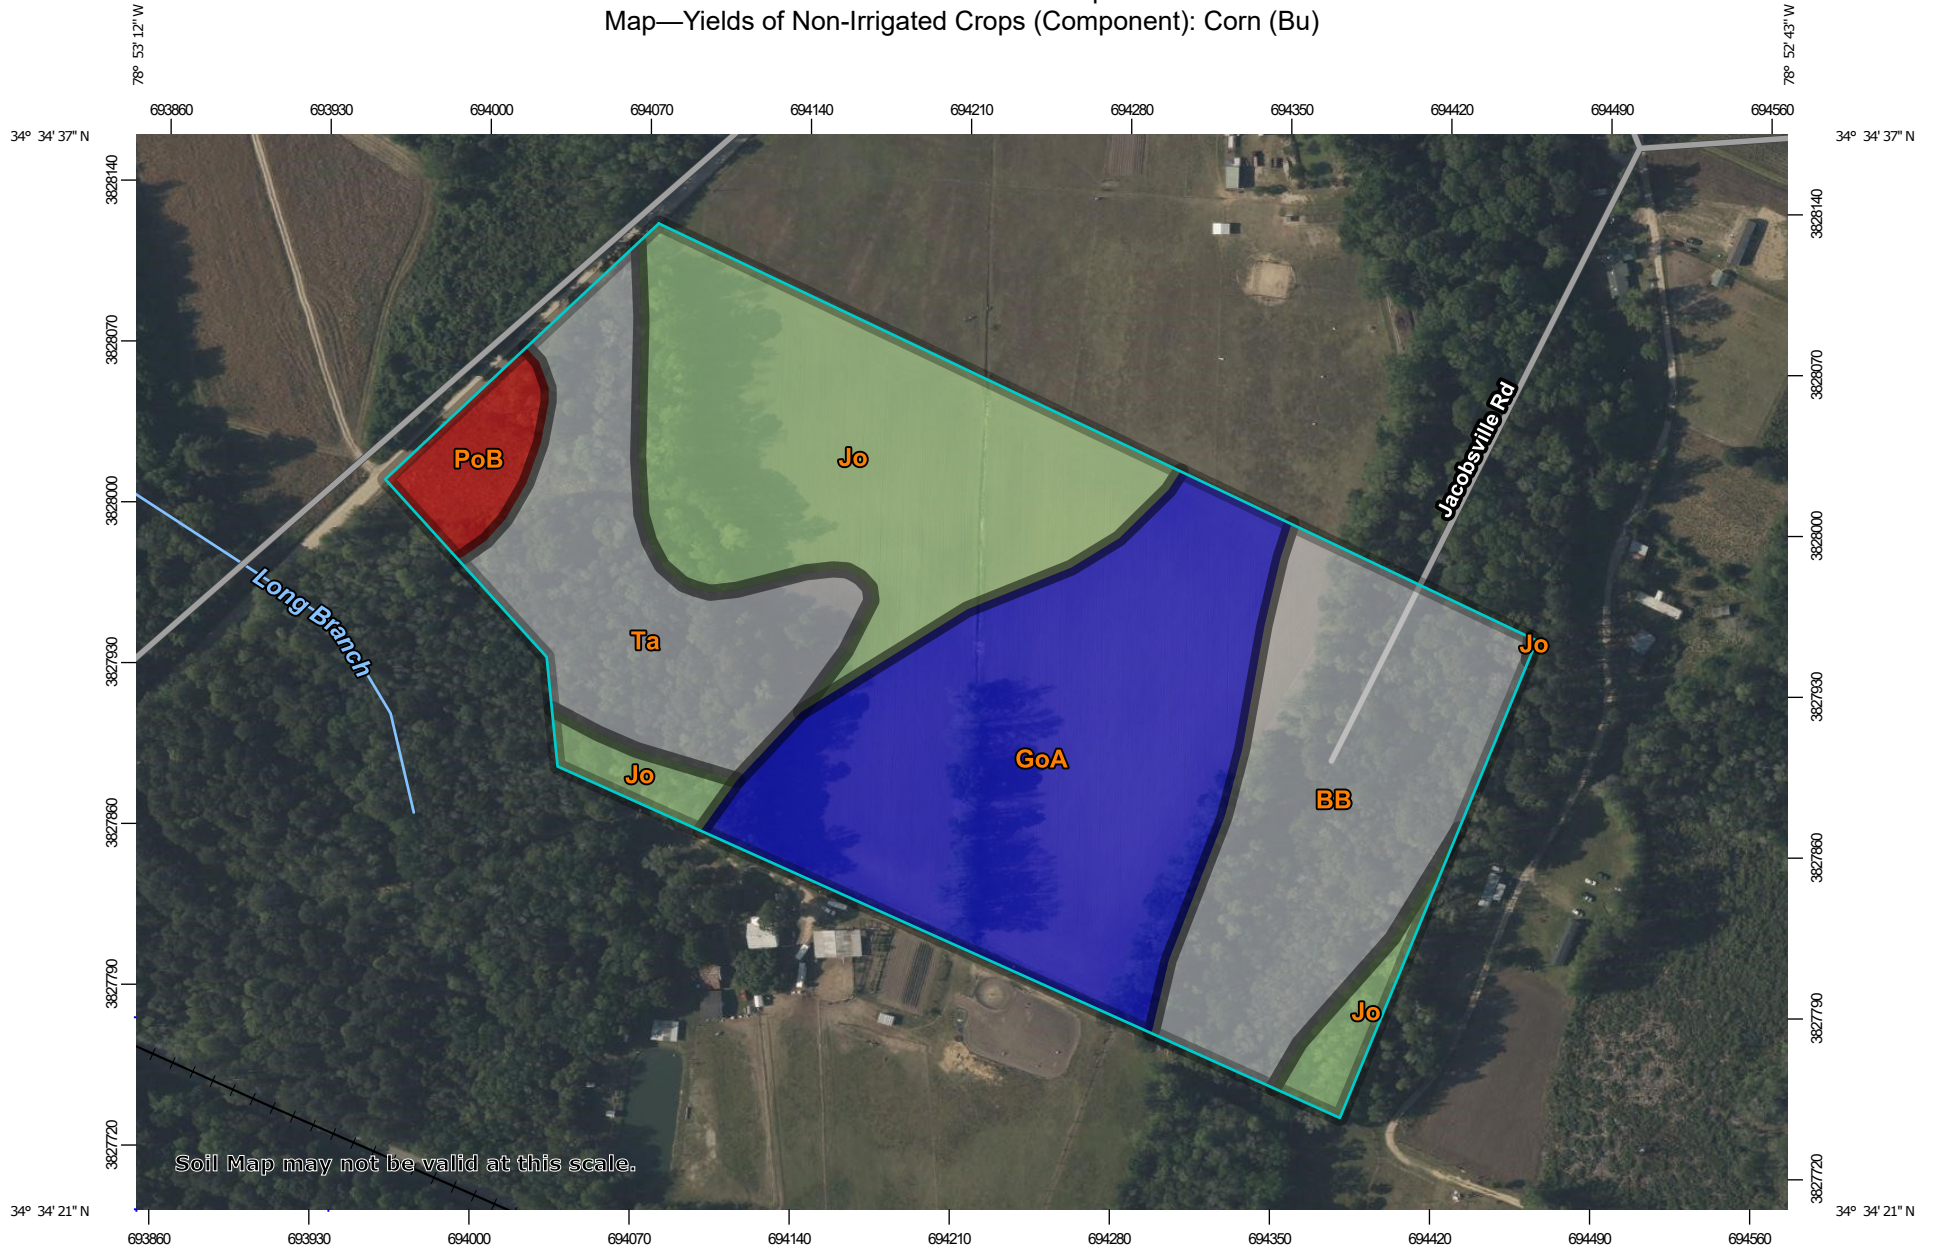 Map—Yields of Non-Irrigated Crops (Component): Corn (Bu)
78° 53' 12'' W
78° 52' 43'' W
693860 693930 694000 694070 694140 694210 694280 694350 694420 694490 694560
34° 34' 37'' N
34° 34' 37'' N
3828140
3828140
3828070
3828070
Jacobsville Rd
PoB
Jo
3828000
3828000
Long Branch
Ta
Jo
3827930
3827930
GoA
Jo
BB
3827860
3827860
3827790
3827790
Jo
3827720
3827720
Soil Map may not be valid at this scale.
34° 34' 21'' N
34° 34' 21'' N
693860 693930 694000 694070 694140 694210 694280 694350 694420 694490 694560